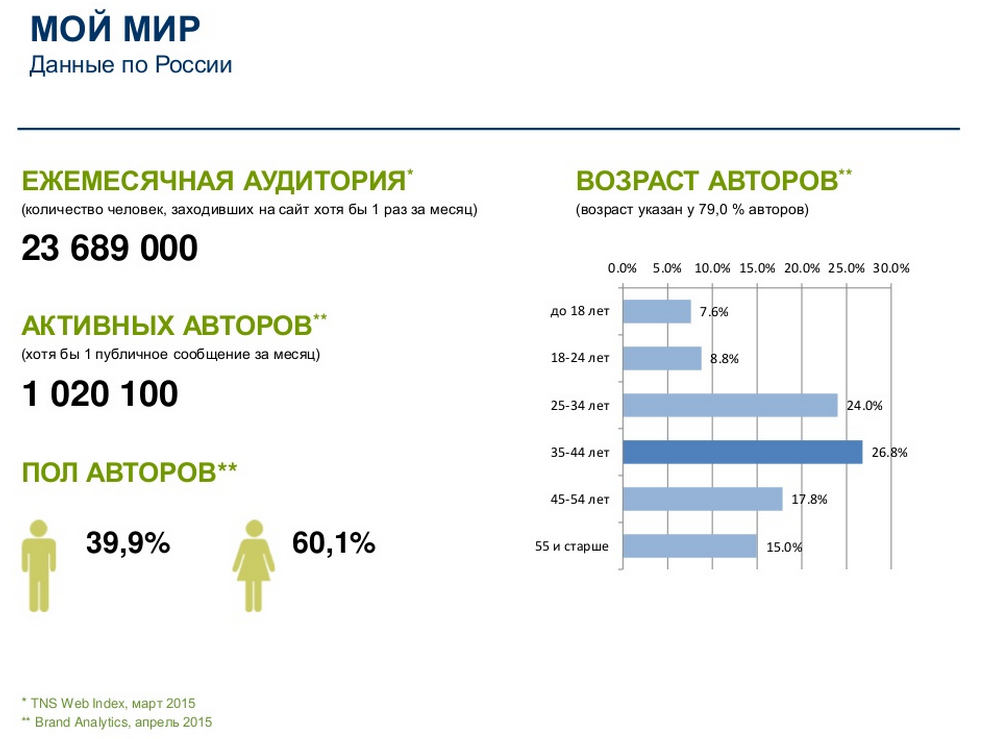 МОЙ МИР
Данные по России
ЕЖЕМЕСЯЧНАЯ АУДИТОРИЯ*
(количество человек, заходивших на сайт хотя бы 1 раз за месяц)
23 689 000
АКТИВНЫХ АВТОРОВ**
(хотя бы 1 публичное сообщение за месяц)
1 020 100
ПОЛ АВТОРОВ**
39,9% 60,1%
ВОЗРАСТ АВТОРОВ**
(возраст указан у 79,0 % авторов)
0.0% 5.0% 10.0% 15.0% 20.0% 25.0% 30.0%
до 18 лет 7.6%
18-24 лет 8.8%
25-34 лет 24.0%
35-44 лет 26.8%
45-54 лет 17.8%
55 и старше 15.0%
* TNS Web Index, март 2015
** Brand Analytics, апрель 2015